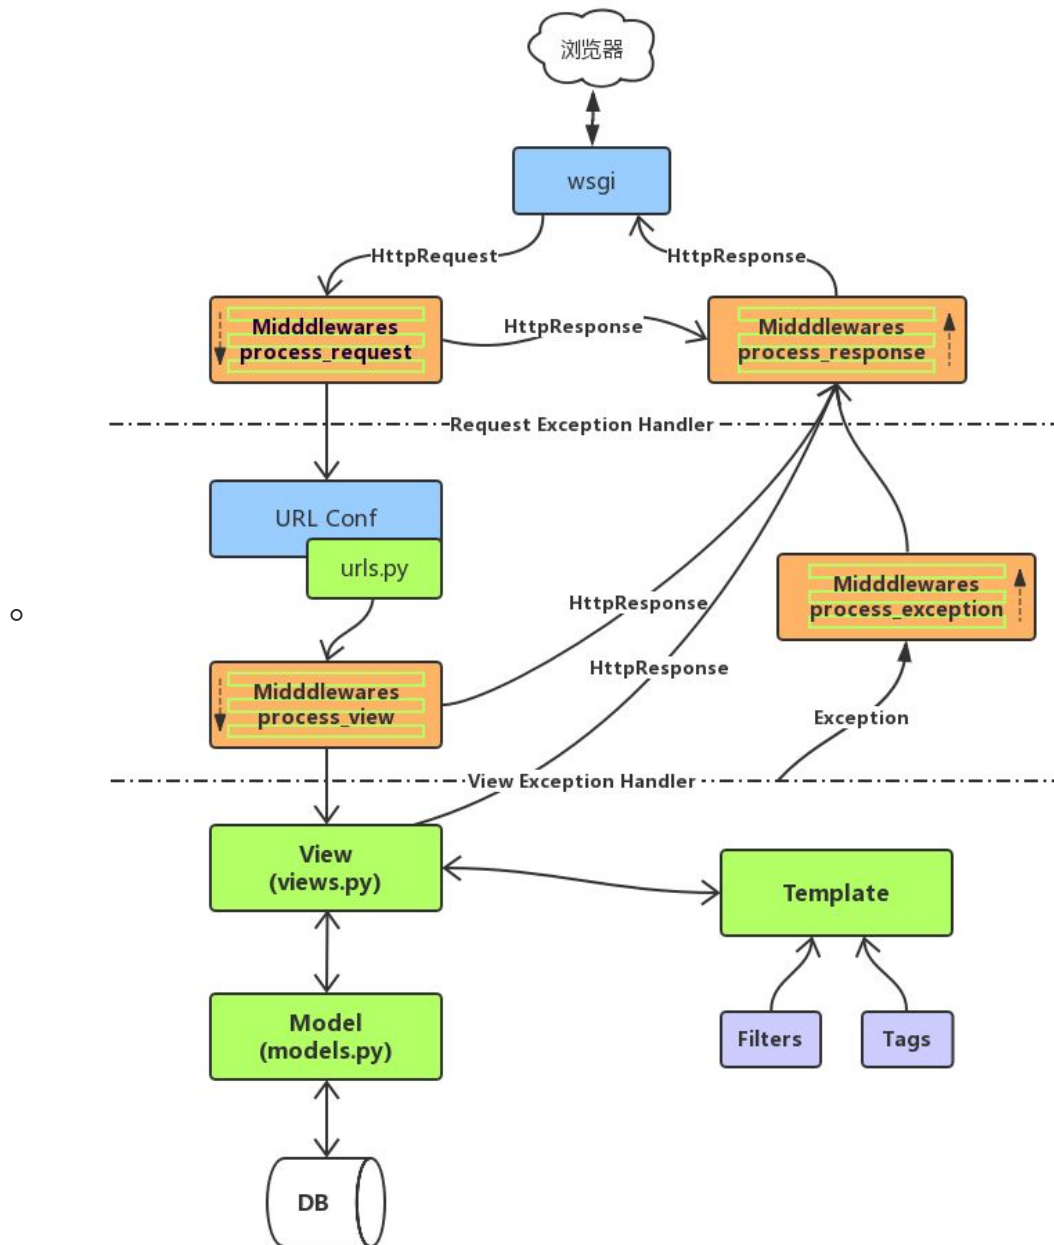 浏览器
wsgi
HttpRequest
HttpResponse
Midddlewares
process_request
HttpResponse
Midddlewares
process_response
Request Exception Handler
URL Conf
urls.py
HttpResponse
Midddlewares
process_exception
HttpResponse
Midddlewares
process_view
Exception
View Exception Handler
View
(views.py)
Template
Model
(models.py)
Filters
Tags
DB